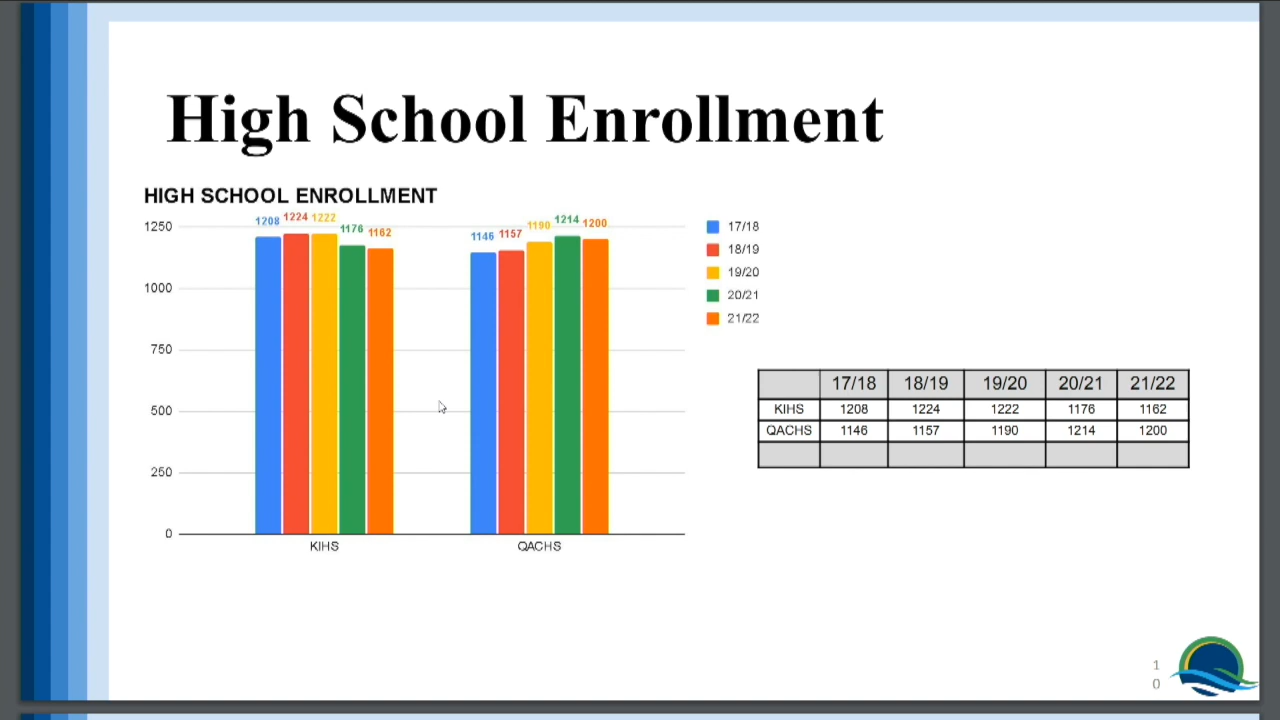 High School Enrollment
HIGH SCHOOL ENROLLMENT
1250
1000
750
500
250
0
1208 1224 1222 1176 1162
1146 1157 1190 1214 1200
KIHS QACHS
17/18
18/19
19/20
20/21
21/22
17/18 18/19 19/20 20/21 21/22
KIHS 1208 1224 1222 1176 1162
QACHS 1146 1157 1190 1214 1200
1
0